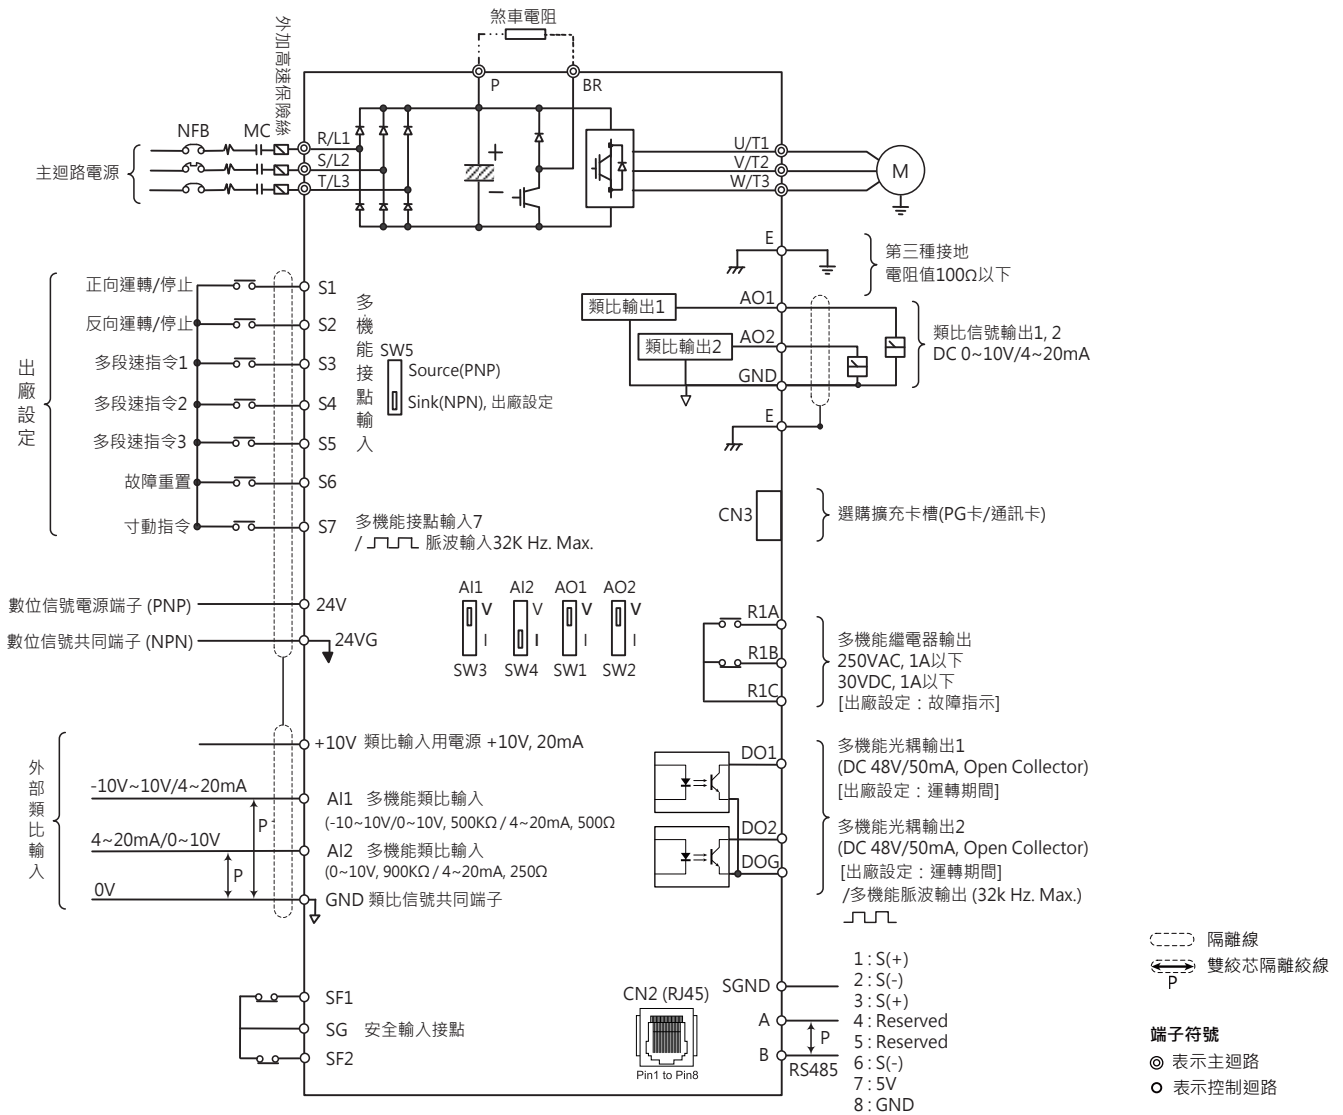 煞車電阻
外加高速保險絲
P
BR
NFB
MC
R/L1
S/L2
T/L3
主迴路電源
+
−
U/T1
V/T2
W/T3
M
E
第三種接地
電阻值100Ω以下
出廠設定
正向運轉/停止
反向運轉/停止
多段速指令1
多段速指令2
多段速指令3
故障重置
寸動指令
S1
S2
S3
S4
S5
S6
S7
多機能接點輸入
SW5
Source(PNP)
Sink(NPN), 出廠設定
多機能接點輸入7
/ 脈波輸入32K Hz. Max.
類比輸出1
類比輸出2
AO1
AO2
GND
E
類比信號輸出1, 2
DC 0~10V/4~20mA
CN3
選購擴充卡槽(PG卡/通訊卡)
數位信號電源端子 (PNP)
24V
數位信號共同端子 (NPN)
24VG
AI1
AI2
AO1
AO2
V
V
V
V
I
I
I
I
SW3
SW4
SW1
SW2
R1A
R1B
R1C
多機能繼電器輸出
250VAC, 1A以下
30VDC, 1A以下
[出廠設定：故障指示]
外部類比輸入
+10V 類比輸入用電源 +10V, 20mA
-10V~10V/4~20mA
AI1 多機能類比輸入
(-10~10V/0~10V, 500KΩ / 4~20mA, 500Ω
P
4~20mA/0~10V
AI2 多機能類比輸入
(0~10V, 900KΩ / 4~20mA, 250Ω
P
0V
GND 類比信號共同端子
DO1
DO2
DOG
多機能光耦輸出1
(DC 48V/50mA, Open Collector)
[出廠設定：運轉期間]
多機能光耦輸出2
(DC 48V/50mA, Open Collector)
[出廠設定：運轉期間]
/多機能脈波輸出 (32k Hz. Max.)
SF1
SG 安全輸入接點
SF2
CN2 (RJ45)
Pin1 to Pin8
SGND
A
B
P
RS485
1 : S(+)
2 : S(-)
3 : S(+)
4 : Reserved
5 : Reserved
6 : S(-)
7 : 5V
8 : GND
隔離線
雙絞芯隔離絞線
P
端子符號
表示主迴路
表示控制迴路